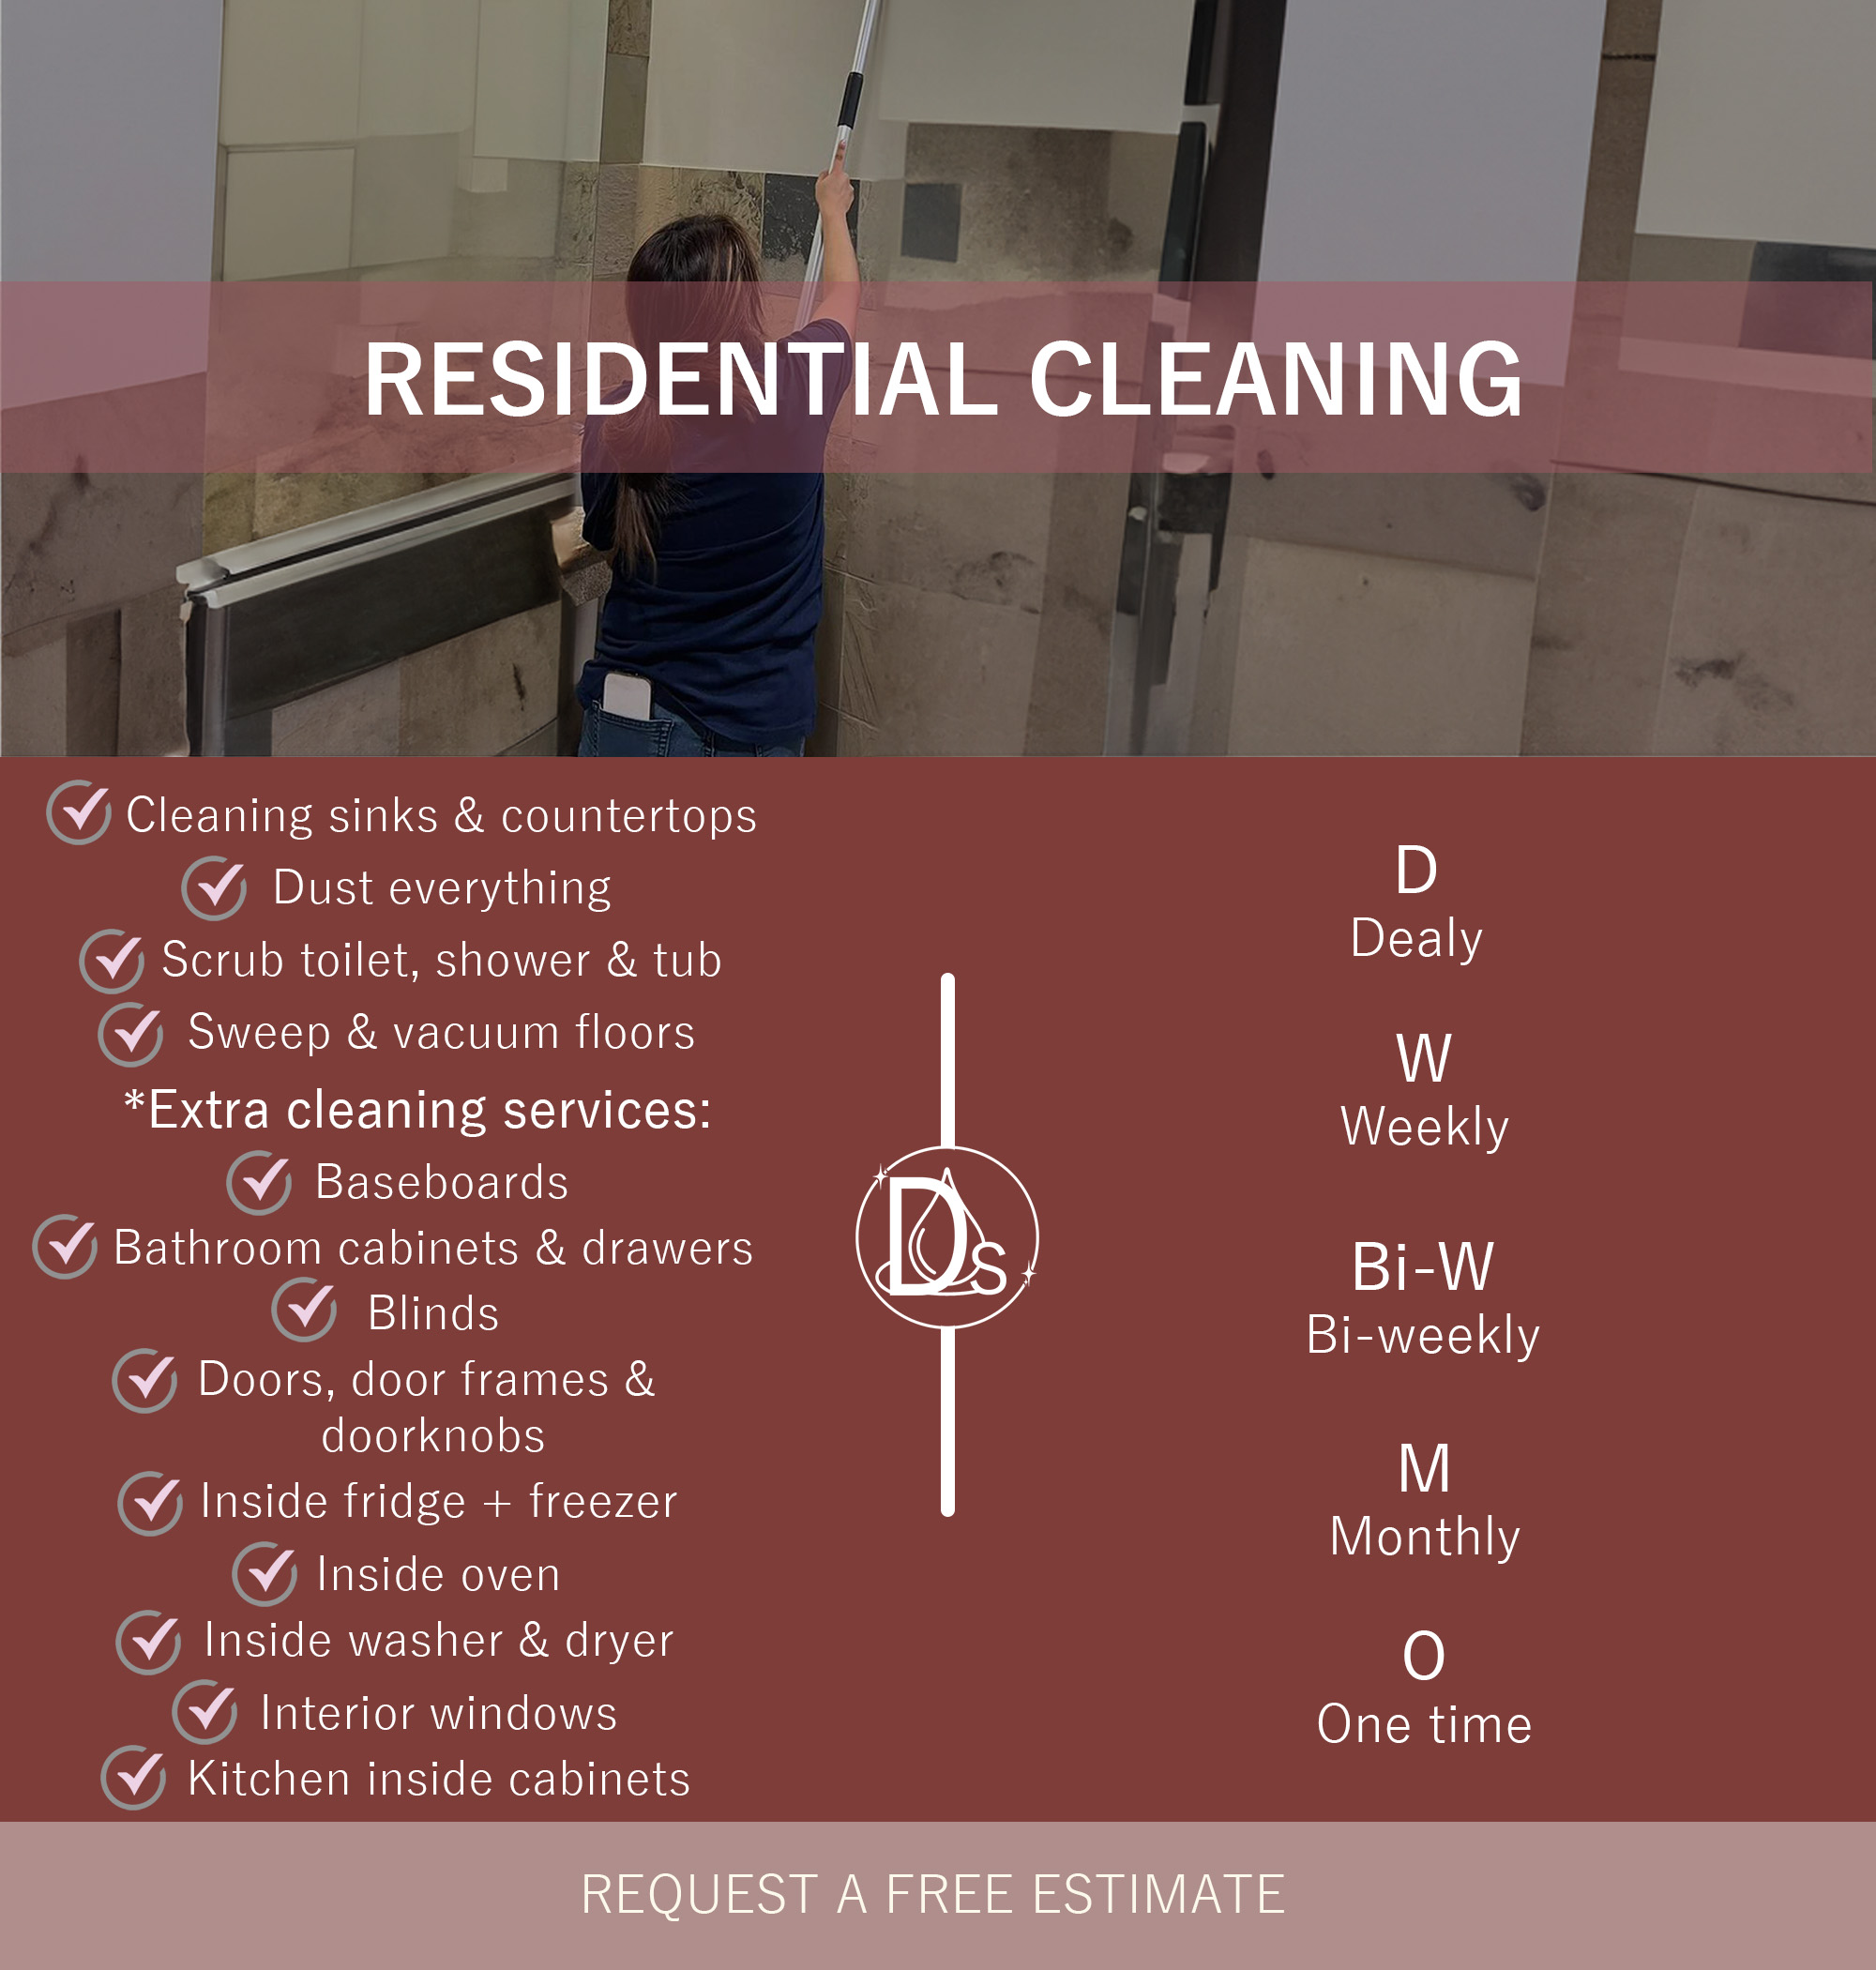 RESIDENTIAL CLEANING
Cleaning sinks & countertops
Dust everything
Scrub toilet, shower & tub
Sweep & vacuum floors
*Extra cleaning services:
Baseboards
Bathroom cabinets & drawers
Blinds
Doors, door frames &
doorknobs
Inside fridge + freezer
Inside oven
Inside washer & dryer
Interior windows
Kitchen inside cabinets
Ds
D
Dealy
W
Weekly
Bi-W
Bi-weekly
M
Monthly
O
One time
REQUEST A FREE ESTIMATE